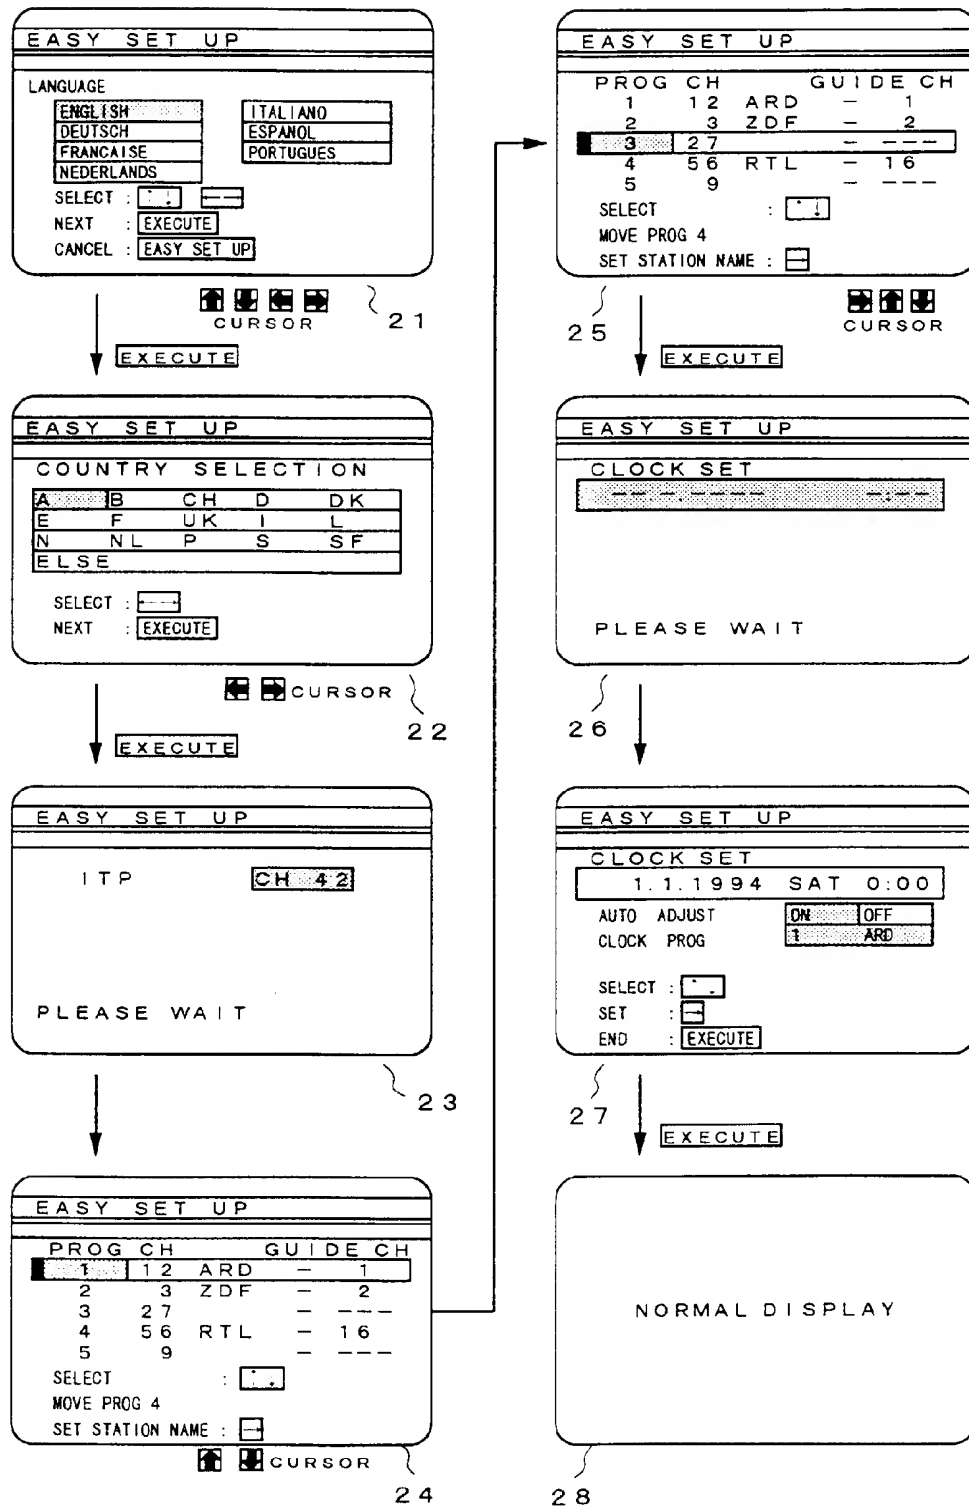 EASY SET UP
LANGUAGE
ENGLISH ITALIANO
DEUTSCH ESPANOL
FRANCAISE PORTUGUES
NEDERLANDS
SELECT :
NEXT : EXECUTE
CANCEL : EASY SET UP
CURSOR
21
EXECUTE
EASY SET UP
COUNTRY SELECTION
A B CH D DK
E F UK I L
N NL P S SF
ELSE
SELECT :
NEXT : EXECUTE
CURSOR
22
EXECUTE
EASY SET UP
ITP CH 42
PLEASE WAIT
23
EASY SET UP
PROG CH GUIDE CH
1 12 ARD – 1
2 3 ZDF – 2
3 27 – ---
4 56 RTL – 16
5 9 – ---
SELECT :
MOVE PROG 4
SET STATION NAME : →
CURSOR
24
EASY SET UP
PROG CH GUIDE CH
1 12 ARD – 1
2 3 ZDF – 2
3 27 – ---
4 56 RTL – 16
5 9 – ---
SELECT :
MOVE PROG 4
SET STATION NAME : →
25
CURSOR
EXECUTE
EASY SET UP
CLOCK SET
-- -.---- -:--
PLEASE WAIT
26
EASY SET UP
CLOCK SET
1.1.1994 SAT 0:00
AUTO ADJUST ON OFF
CLOCK PROG 1 ARD
SELECT :
SET : →
END : EXECUTE
27
EXECUTE
NORMAL DISPLAY
28